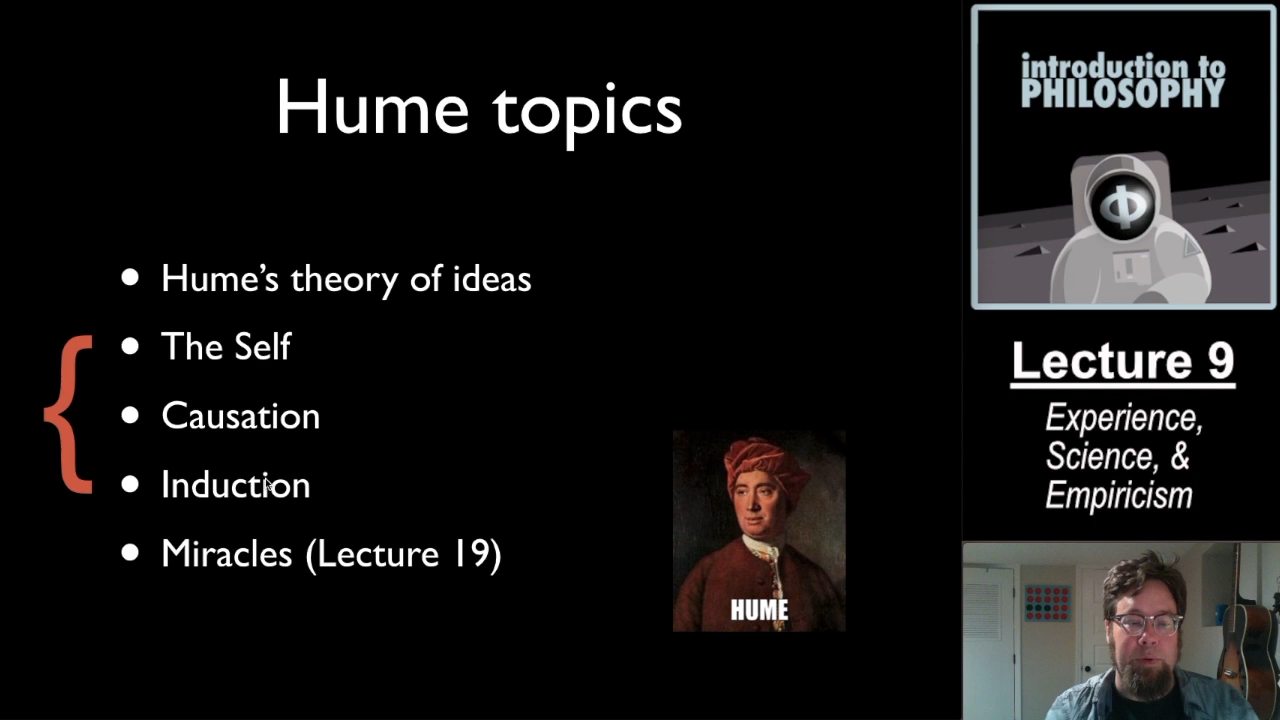 Hume topics
Hume’s theory of ideas
The Self
Causation
Induction
Miracles (Lecture 19)
HUME
introduction to
PHILOSOPHY
Φ
Lecture 9
Experience,
Science, &
Empiricism